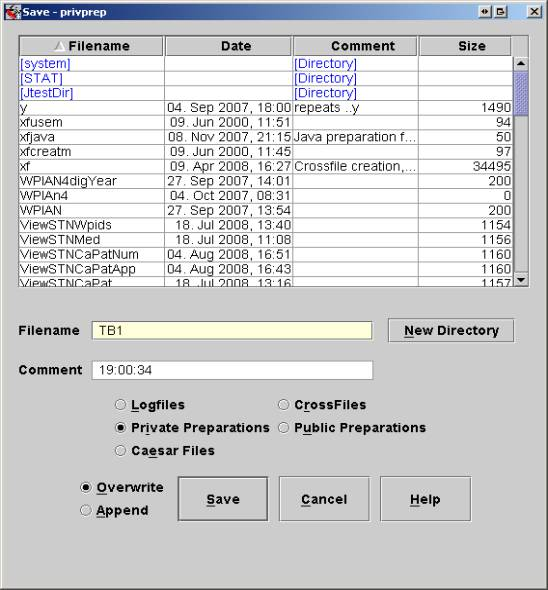 Save - privprep
Filename Date Comment Size
[system] [Directory]
[STAT] [Directory]
[JtestDir] [Directory]
y 04. Sep 2007, 18:00 repeats ..y 1490
xfusem 09. Jun 2000, 11:51 94
xfjava 08. Nov 2007, 21:15 Java preparation f... 50
xfcreatm 09. Jun 2000, 11:45 97
xf 09. Apr 2008, 16:27 Crossfile creation,... 34495
WPIAN4digYear 27. Sep 2007, 14:01 200
WPIAn4 04. Oct 2007, 08:31 0
WPIAN 27. Sep 2007, 13:54 200
ViewSTNWpids 18. Jul 2008, 13:40 1154
ViewSTNMed 18. Jul 2008, 11:08 1156
ViewSTNCaPatNum 04. Aug 2008, 16:51 1160
ViewSTNCaPatApp 04. Aug 2008, 16:43 1160
ViewSTNCaPat 18. Jul 2008, 13:16 1157
Filename TB1 New Directory
Comment 19:00:34
Logfiles CrossFiles
Private Preparations Public Preparations
Caesar Files
Overwrite
Append
Save Cancel Help